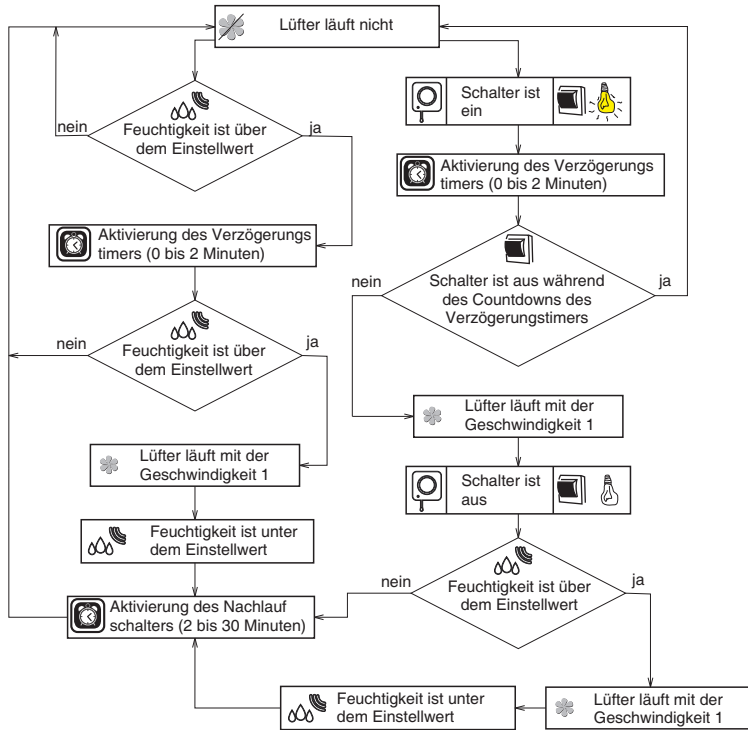 Lüfter läuft nicht
Schalter ist
ein
Feuchtigkeit ist über
dem Einstellwert
nein
ja
Aktivierung des Verzögerungs
timers (0 bis 2 Minuten)
Aktivierung des Verzögerungs
timers (0 bis 2 Minuten)
Schalter ist aus während
des Countdowns des
Verzögerungstimers
nein
ja
Feuchtigkeit ist über
dem Einstellwert
nein
ja
Lüfter läuft mit der
Geschwindigkeit 1
Lüfter läuft mit der
Geschwindigkeit 1
Schalter ist
aus
Feuchtigkeit ist unter
dem Einstellwert
Feuchtigkeit ist über
dem Einstellwert
nein
ja
Aktivierung des Nachlauf
schalters (2 bis 30 Minuten)
Feuchtigkeit ist unter
dem Einstellwert
Lüfter läuft mit der
Geschwindigkeit 1